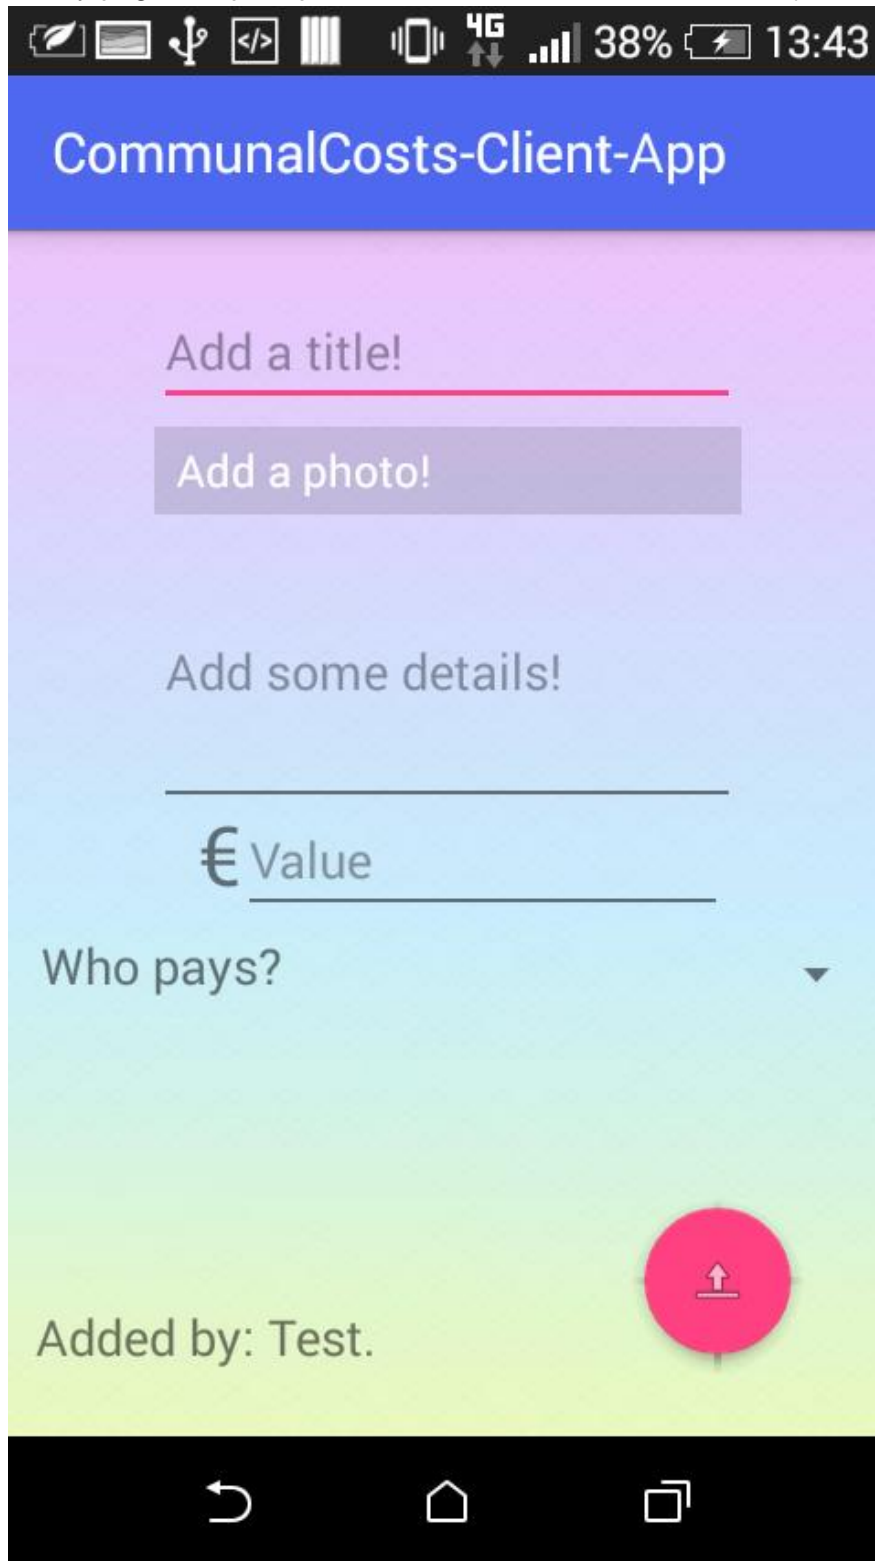 4G 38% 13:43
CommunalCosts-Client-App
Add a title!
Add a photo!
Add some details!
€ Value
Who pays?
Added by: Test.